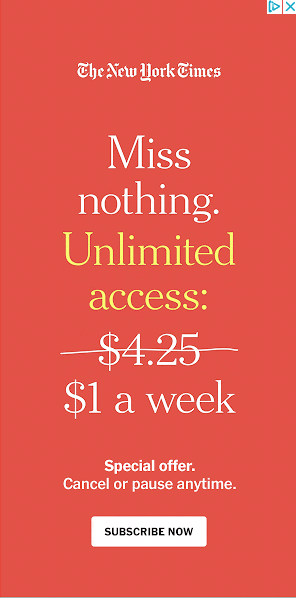 The New York Times
Miss
nothing.
Unlimited
access:
$4.25
$1 a week
Special offer.
Cancel or pause anytime.
SUBSCRIBE NOW